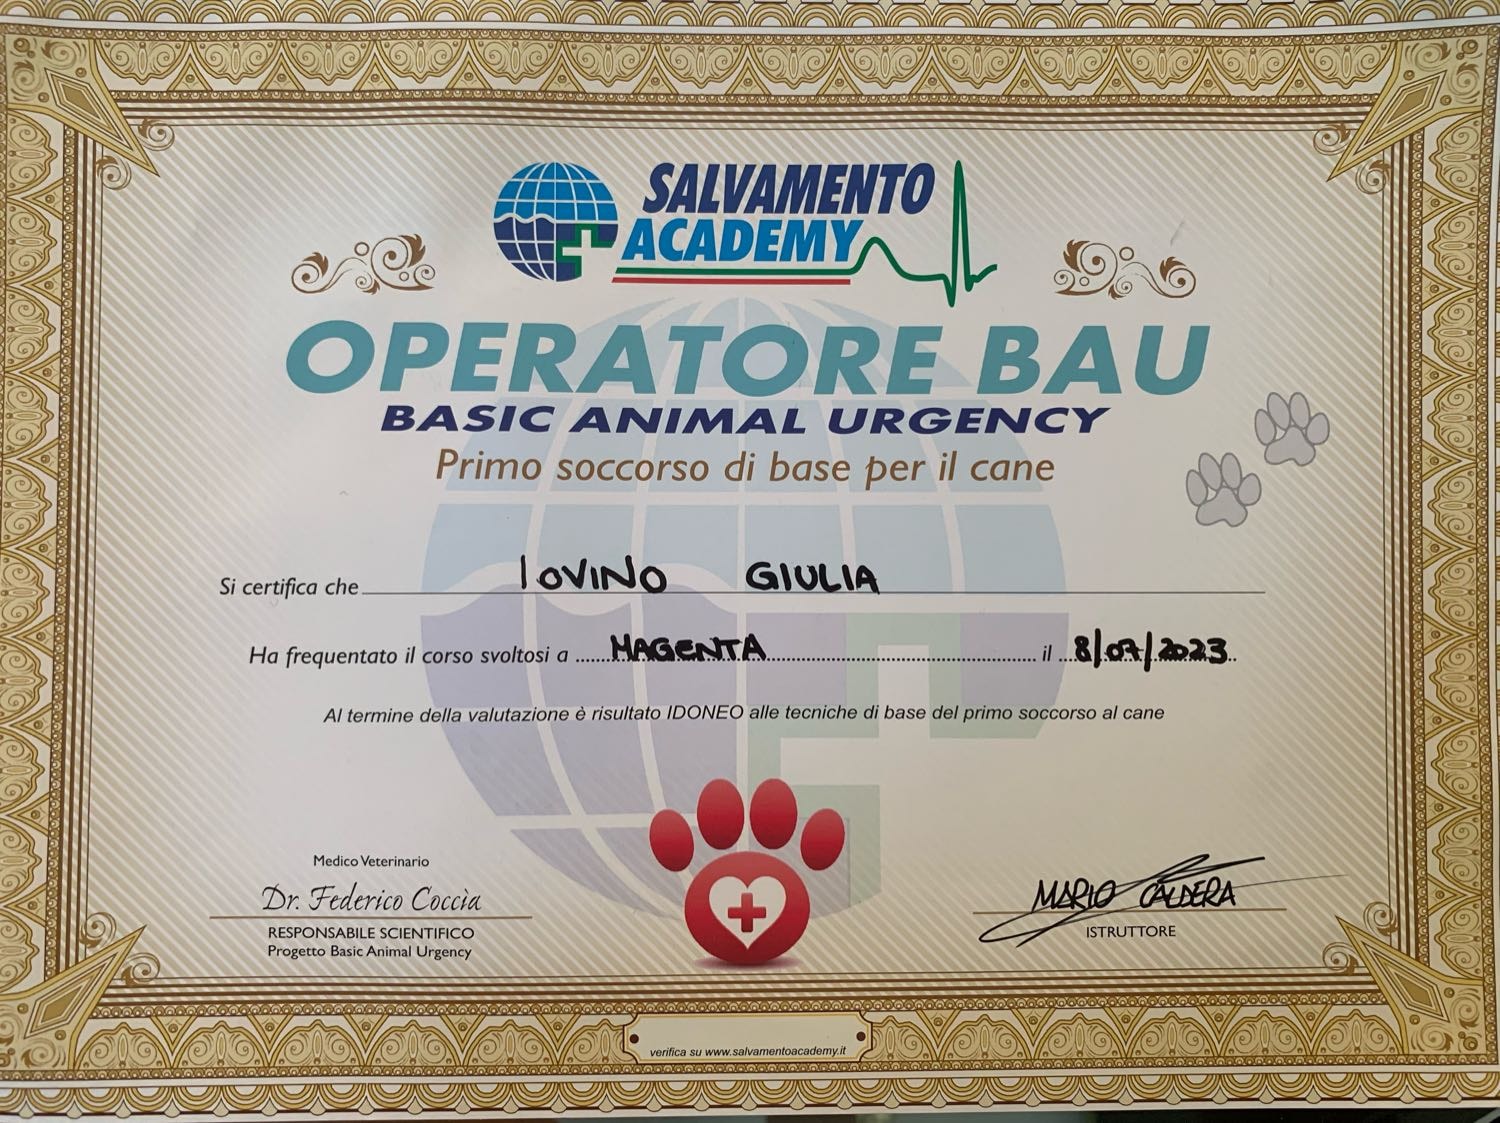 SALVAMENTO
ACADEMY
OPERATORE BAU
BASIC ANIMAL URGENCY
Primo soccorso di base per il cane
Si certifica che IOVINO GIULIA
Ha frequentato il corso svoltosi a MAGENTA il 8/07/2023
Al termine della valutazione è risultato IDONEO alle tecniche di base del primo soccorso al cane
Medico Veterinario
Dr. Federico Coccìa
RESPONSABILE SCIENTIFICO
Progetto Basic Animal Urgency
MARIO CALDERA
ISTRUTTORE
verifica su www.salvamentoacademy.it